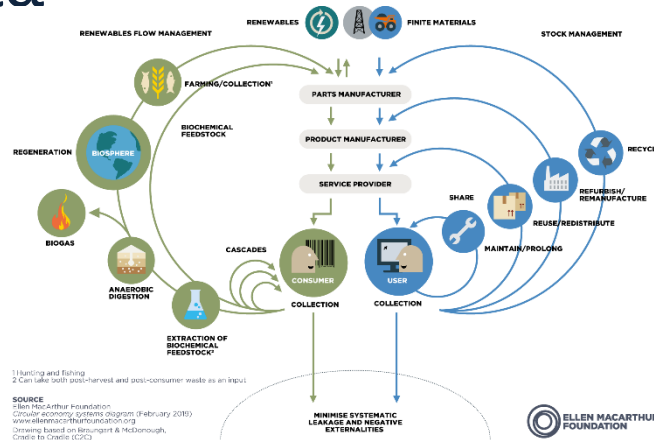 RENEWABLES
FINITE MATERIALS
RENEWABLES FLOW MANAGEMENT
STOCK MANAGEMENT
FARMING/COLLECTION¹
PARTS MANUFACTURER
BIOCHEMICAL
FEEDSTOCK
PRODUCT MANUFACTURER
REGENERATION
BIOSPHERE
RECYCL
SERVICE PROVIDER
REFURBISH/
REMANUFACTURE
SHARE
REUSE/REDISTRIBUTE
BIOGAS
CASCADES
MAINTAIN/PROLONG
CONSUMER
USER
ANAEROBIC
DIGESTION
COLLECTION
COLLECTION
EXTRACTION OF
BIOCHEMICAL
FEEDSTOCK²
1 Hunting and fishing
2 Can take both post-harvest and post-consumer waste as an input
SOURCE
Ellen MacArthur Foundation
Circular economy systems diagram (February 2019)
www.ellenmacarthurfoundation.org
Drawing based on Braungart & McDonough,
Cradle to Cradle (C2C)
MINIMISE SYSTEMATIC
LEAKAGE AND NEGATIVE
EXTERNALITIES
ELLEN MACARTHUR
FOUNDATION